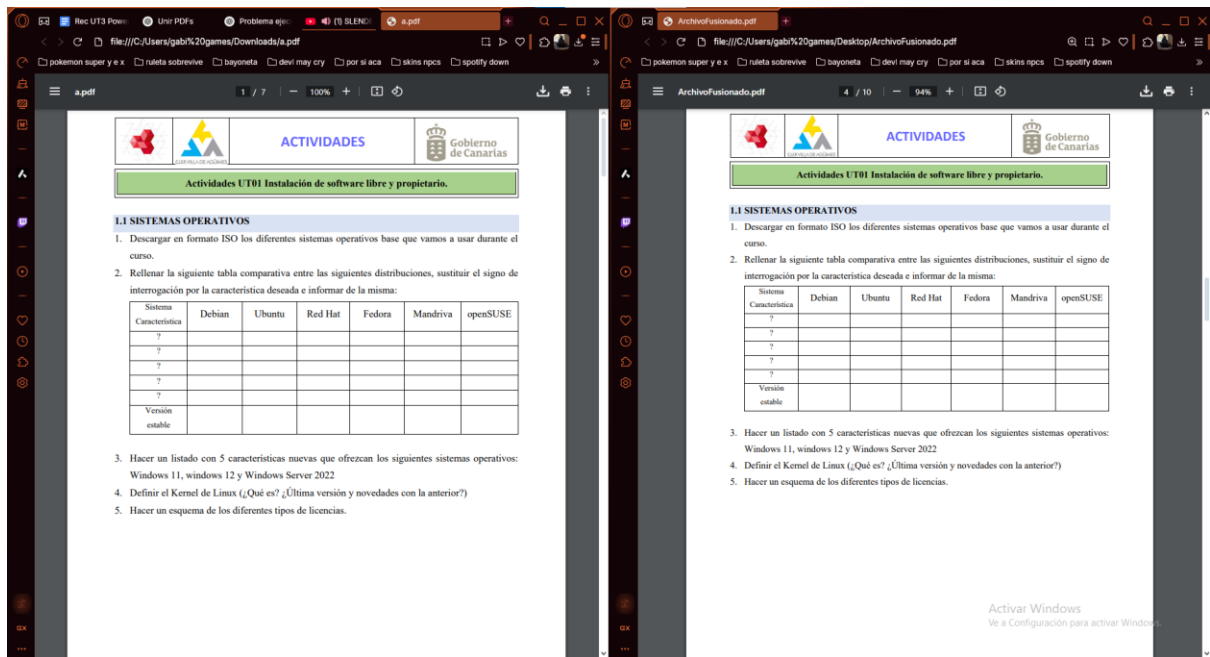 Rec UT3 Power
Unir PDFs
Problema ejec
(1) SLENDE
a.pdf
file:///C:/Users/gabi%20games/Downloads/a.pdf
pokemon super y e x
ruleta sobrevive
bayoneta
devl may cry
por si aca
skins npcs
spotify down
a.pdf
1 / 7
100%
ACTIVIDADES
Gobierno
de Canarias
Actividades UT01 Instalación de software libre y propietario.
1.1 SISTEMAS OPERATIVOS
1. Descargar en formato ISO los diferentes sistemas operativos base que vamos a usar durante el
curso.
2. Rellenar la siguiente tabla comparativa entre las siguientes distribuciones, sustituir el signo de
interrogación por la característica deseada e informar de la misma:
Sistema
Característica
Debian
Ubuntu
Red Hat
Fedora
Mandriva
openSUSE
?
?
?
?
?
Versión
estable
3. Hacer un listado con 5 características nuevas que ofrezcan los siguientes sistemas operativos:
Windows 11, windows 12 y Windows Server 2022
4. Definir el Kernel de Linux (¿Qué es? ¿Última versión y novedades con la anterior?)
5. Hacer un esquema de los diferentes tipos de licencias.
GX
ArchivoFusionado.pdf
file:///C:/Users/gabi%20games/Desktop/ArchivoFusionado.pdf
pokemon super y e x
ruleta sobrevive
bayoneta
devl may cry
por si aca
skins npcs
spotify down
ArchivoFusionado.pdf
4 / 10
94%
ACTIVIDADES
Gobierno
de Canarias
Actividades UT01 Instalación de software libre y propietario.
1.1 SISTEMAS OPERATIVOS
1. Descargar en formato ISO los diferentes sistemas operativos base que vamos a usar durante el
curso.
2. Rellenar la siguiente tabla comparativa entre las siguientes distribuciones, sustituir el signo de
interrogación por la característica deseada e informar de la misma:
Sistema
Característica
Debian
Ubuntu
Red Hat
Fedora
Mandriva
openSUSE
?
?
?
?
?
Versión
estable
3. Hacer un listado con 5 características nuevas que ofrezcan los siguientes sistemas operativos:
Windows 11, windows 12 y Windows Server 2022
4. Definir el Kernel de Linux (¿Qué es? ¿Última versión y novedades con la anterior?)
5. Hacer un esquema de los diferentes tipos de licencias.
Activar Windows
Ve a Configuración para activar Windows.
GX